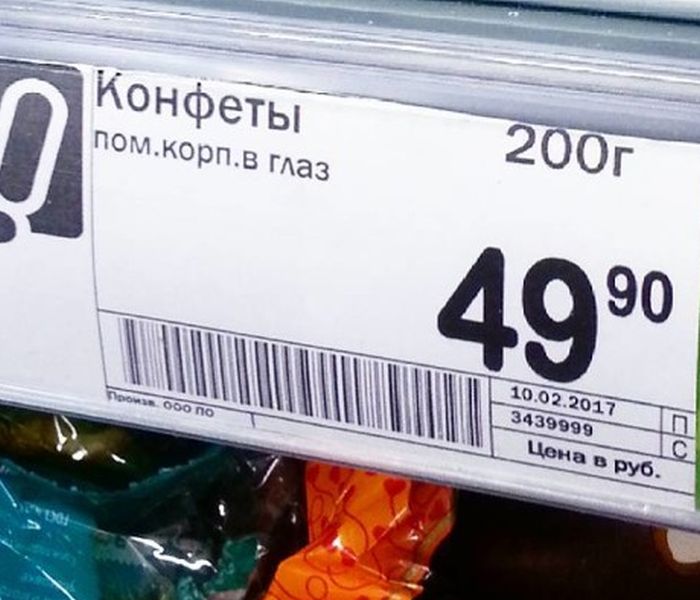 Конфеты
пом.корп.в глаз
200г
49 90
Произв. ООО ПО
10.02.2017
П
3439999
С
Цена в руб.